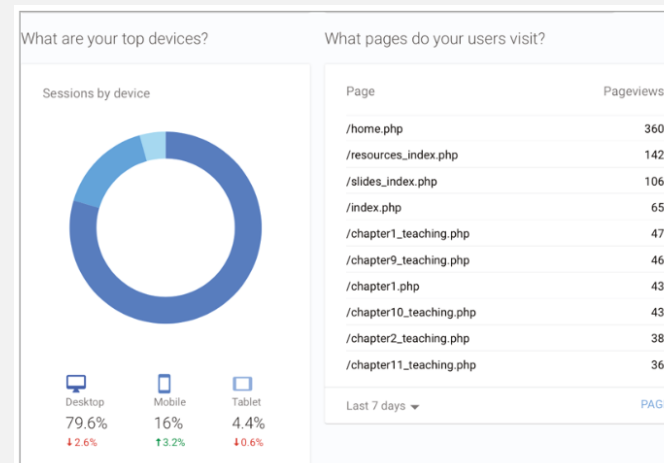 What are your top devices?
Sessions by device
Desktop
79.6%
↓2.6%
Mobile
16%
↑3.2%
Tablet
4.4%
↓0.6%
What pages do your users visit?
Page Pageviews
/home.php 360
/resources_index.php 142
/slides_index.php 106
/index.php 65
/chapter1_teaching.php 47
/chapter9_teaching.php 46
/chapter1.php 43
/chapter10_teaching.php 43
/chapter2_teaching.php 38
/chapter11_teaching.php 36
Last 7 days PAG